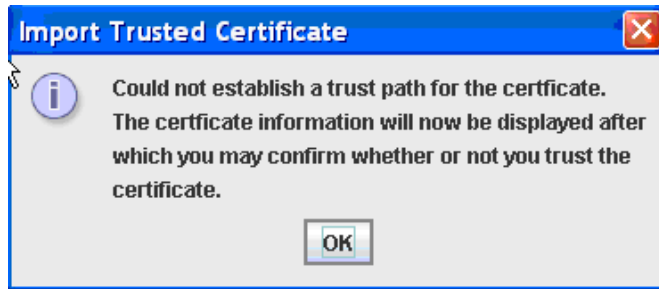 Import Trusted Certificate
Could not establish a trust path for the certficate.
The certficate information will now be displayed after
which you may confirm whether or not you trust the
certificate.
OK